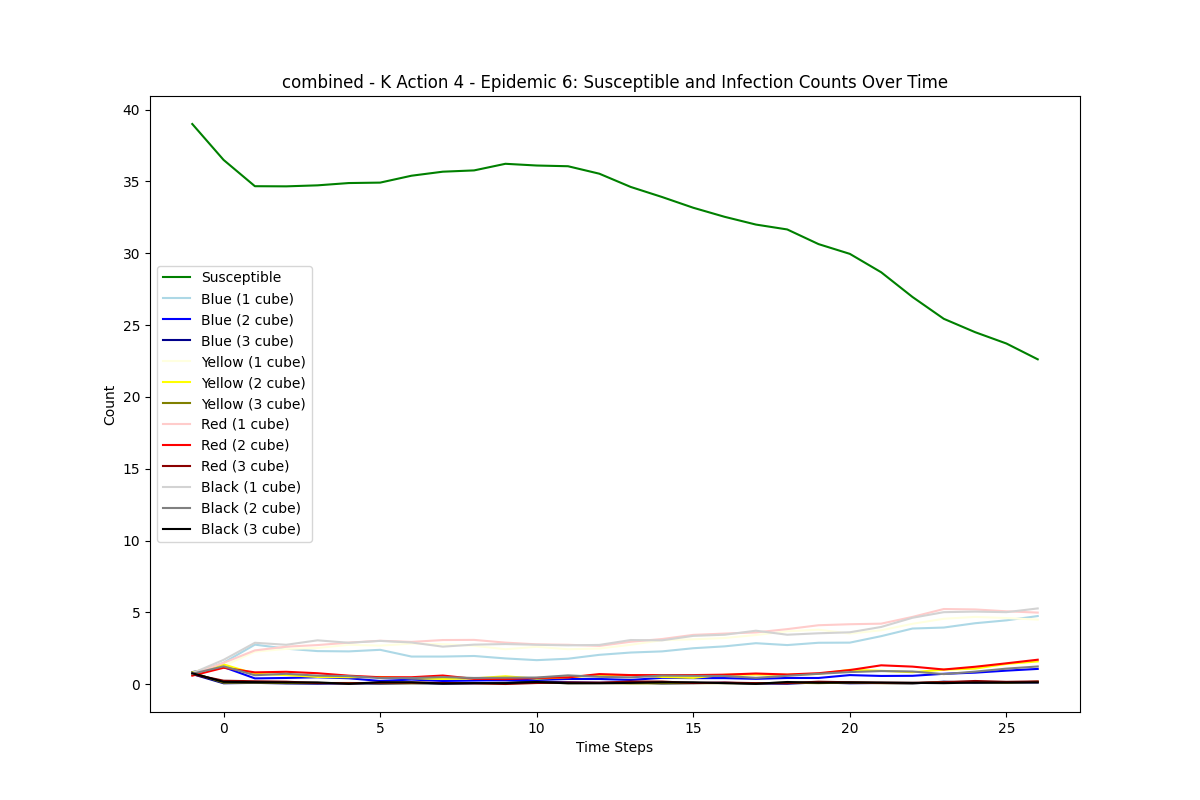 combined - K Action 4 - Epidemic 6: Susceptible and Infection Counts Over Time
40
35
30
25
20
15
10
5
0
Count
Susceptible
Blue (1 cube)
Blue (2 cube)
Blue (3 cube)
Yellow (1 cube)
Yellow (2 cube)
Yellow (3 cube)
Red (1 cube)
Red (2 cube)
Red (3 cube)
Black (1 cube)
Black (2 cube)
Black (3 cube)
0 5 10 15 20 25
Time Steps